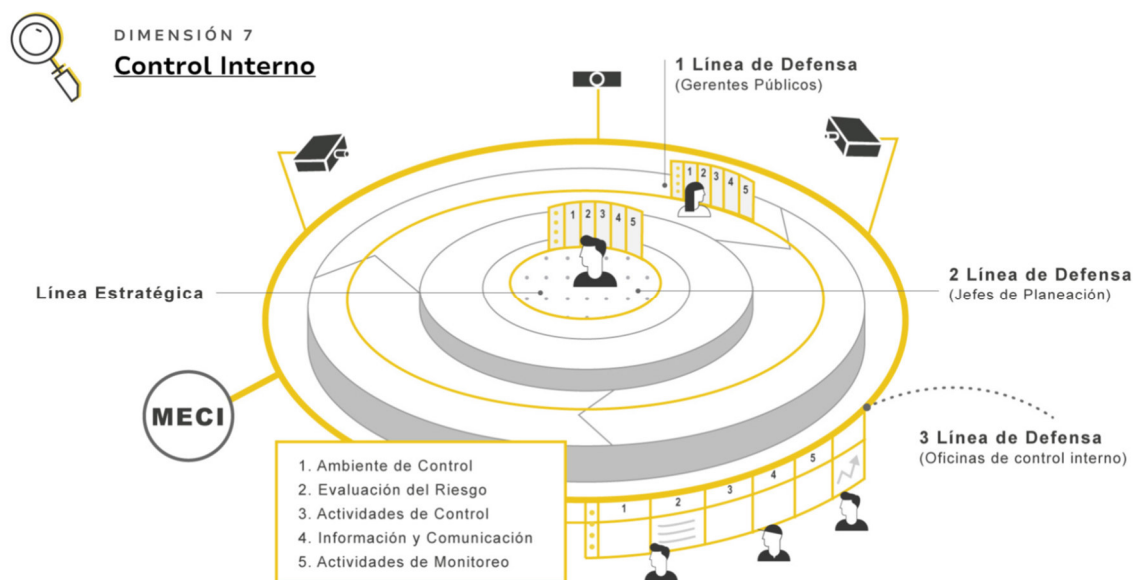 DIMENSIÓN 7
Control Interno
1 Línea de Defensa
(Gerentes Públicos)
1 2 3 4 5
1 2 3 4 5
Línea Estratégica
2 Línea de Defensa
(Jefes de Planeación)
MECI
3 Línea de Defensa
(Oficinas de control interno)
1. Ambiente de Control
2. Evaluación del Riesgo
3. Actividades de Control
4. Información y Comunicación
5. Actividades de Monitoreo
1 2 3 4 5